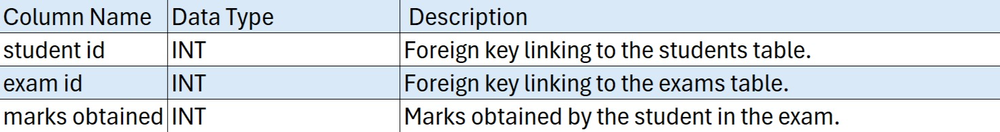 Column Name Data Type Description
student id INT Foreign key linking to the students table.
exam id INT Foreign key linking to the exams table.
marks obtained INT Marks obtained by the student in the exam.